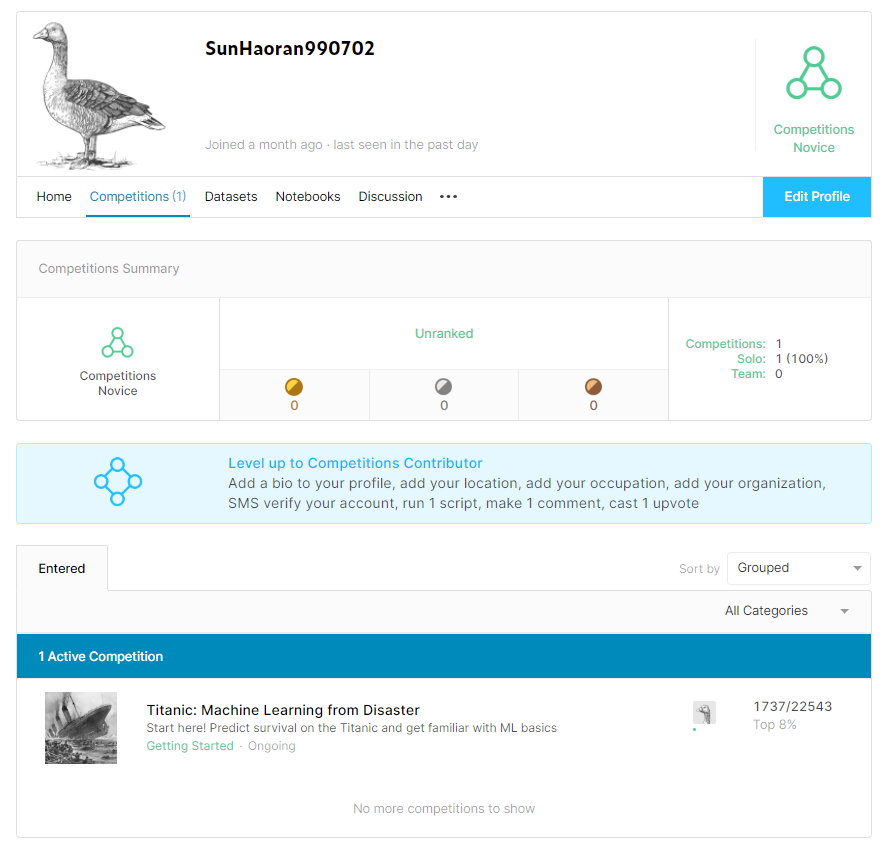 SunHaoran990702
Joined a month ago · last seen in the past day
Competitions
Novice
Home Competitions (1) Datasets Notebooks Discussion •••
Edit Profile
Competitions Summary
Competitions
Novice
Unranked
0 0 0
Competitions: 1
Solo: 1 (100%)
Team: 0
Level up to Competitions Contributor
Add a bio to your profile, add your location, add your occupation, add your organization,
SMS verify your account, run 1 script, make 1 comment, cast 1 upvote
Entered
Sort by Grouped
All Categories
1 Active Competition
Titanic: Machine Learning from Disaster
Start here! Predict survival on the Titanic and get familiar with ML basics
Getting Started · Ongoing
1737/22543
Top 8%
No more competitions to show